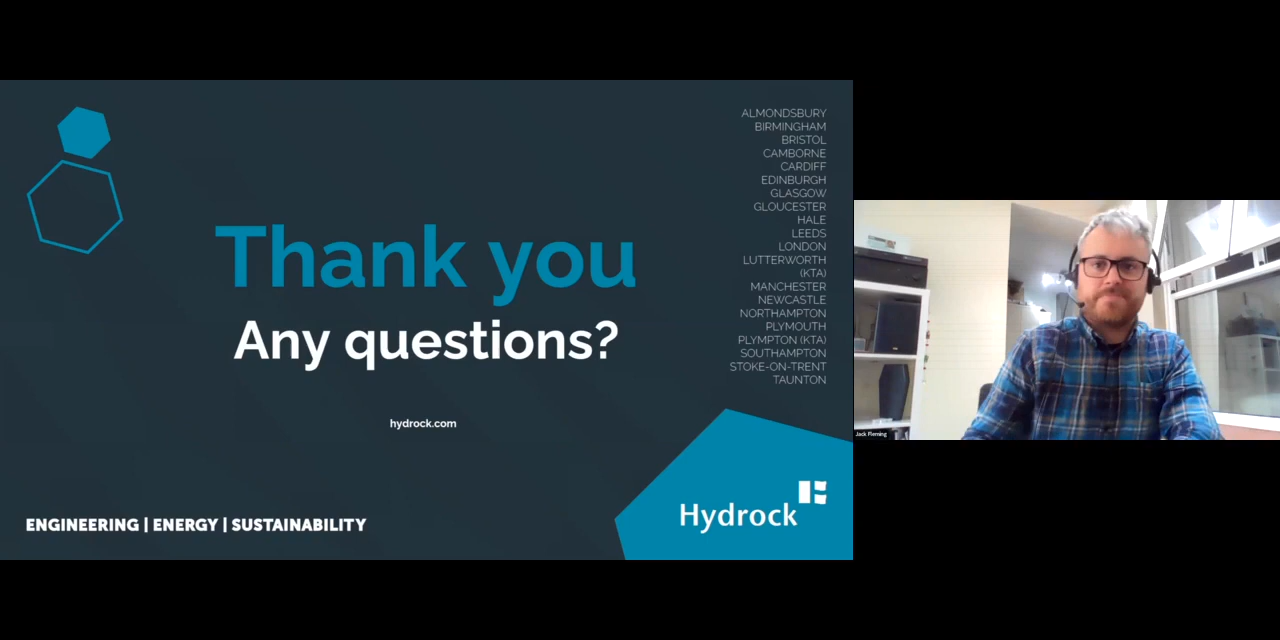 Thank you
Any questions?
hydrock.com
ENGINEERING | ENERGY | SUSTAINABILITY
ALMONDSBURY
BIRMINGHAM
BRISTOL
CAMBORNE
CARDIFF
EDINBURGH
GLASGOW
GLOUCESTER
HALE
LEEDS
LONDON
LUTTERWORTH
(KTA)
MANCHESTER
NEWCASTLE
NORTHAMPTON
PLYMOUTH
PLYMPTON (KTA)
SOUTHAMPTON
STOKE-ON-TRENT
TAUNTON
Hydrock
Jack Fleming